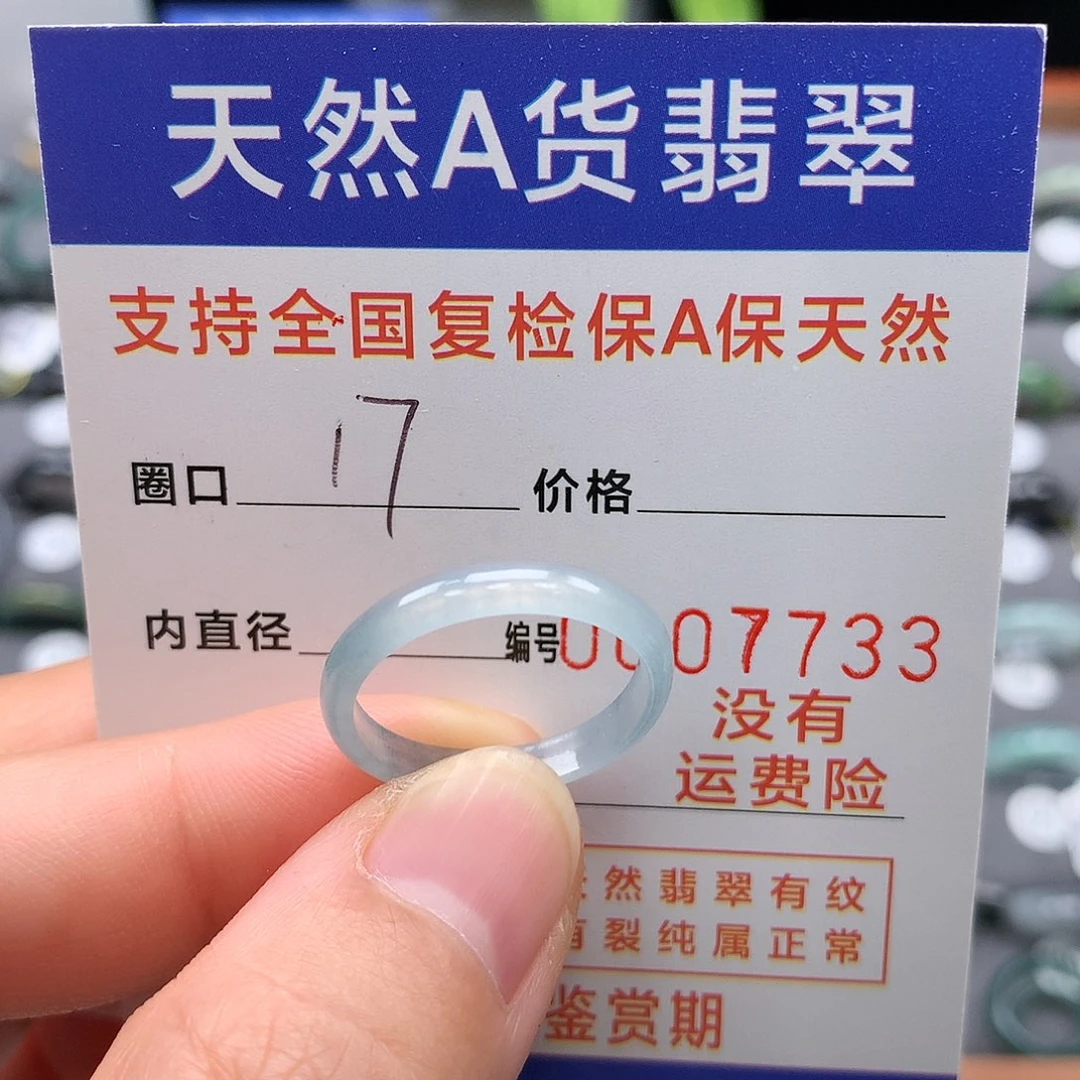 天然A货翡翠
支持全国复检保A保天然
圈口 17 价格
内直径 编号 0007733
没有
运费险
然翡翠有纹
裂纯属正常
鉴赏期